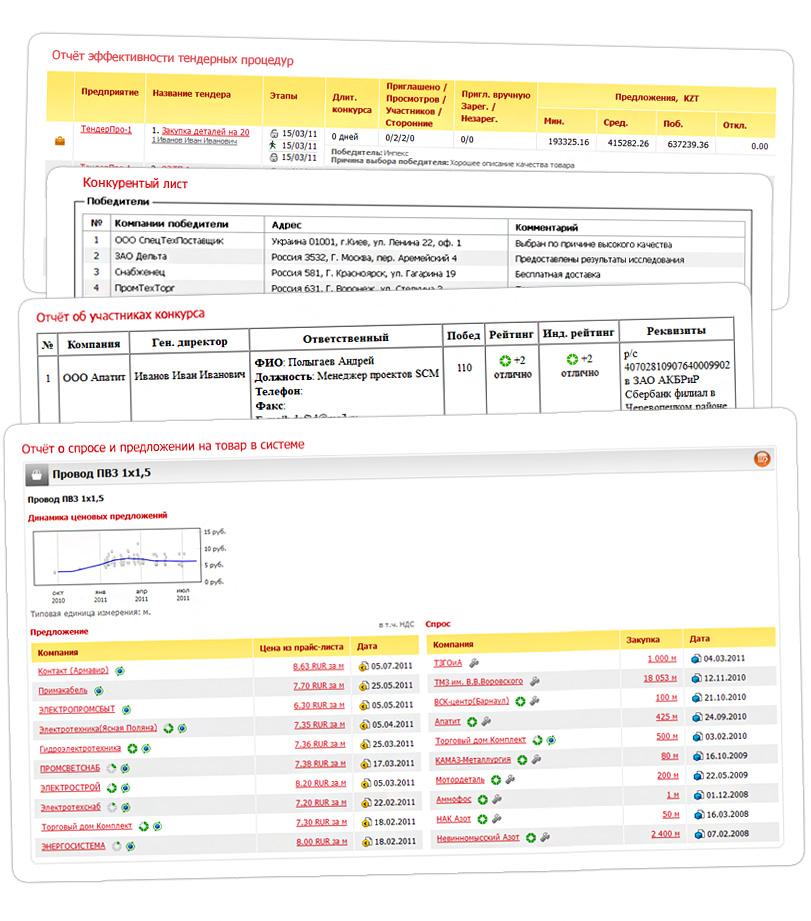 Отчёт эффективности тендерных процедур
Предприятие Название тендера Этапы Длит. конкурса Приглашено / Просмотров / Участников / Сторонние Пригл. вручную Зарег. / Незарег. Предложения, KZT
Мин. Сред. Поб. Откл.
ТендерПро-1 1. Закупка деталей на 20 15/03/11 0 дней 0/2/2/0 0/0 193325.16 415282.26 637239.36 0.00
1 Иванов Иван Иванович 15/03/11
Победитель: Импекс
15/03/11 Причина выбора победителя: Хорошее описание качества товара
Конкурентый лист
Победители
№ Компании победители Адрес Комментарий
1 ООО СпецТехПоставщик Украина 01001, г.Киев, ул. Ленина 22, оф. 1 Выбран по причине высокого качества
2 ЗАО Дельта Россия 3532, Г. Москва, пер. Аремейский 4 Предоставлены результаты исследования
3 Снабженец Россия 581, Г. Красноярск, ул. Гагарина 19 Бесплатная доставка
4 ПромТехТорг Россия 631, Г. Воронеж, ул.
Отчёт об участниках конкурса
№ Компания Ген. директор Ответственный Побед Рейтинг Инд. рейтинг Реквизиты
1 ООО Апатит Иванов Иван Иванович ФИО: Полыгаев Андрей 110 +2 отлично +2 отлично р/с
Должность: Менеджер проектов SCM 40702810907640009902
Телефон: в ЗАО АКБРиР
Факс: Сбербанк филиал в
Череповецком районе
Отчёт о спросе и предложении на товар в системе
Провод ПВ3 1х1,5
Провод ПВ3 1х1,5
Динамика ценовых предложений
15 руб.
10 руб.
5 руб.
0 руб.
окт 2010 янв 2011 апр 2011 июл 2011
Типовая единица измерения: м.
Предложение в т.ч. НДС Спрос
Компания Цена из прайс-листа Дата Компания Закупка Дата
Контакт (Армавир) 8.63 RUR за м 05.07.2011 ТЗГОиА 1 000 м 04.03.2011
Примакабель 7.70 RUR за м 25.05.2011 ТМЗ им. В.В.Воровского 18 053 м 12.11.2010
ЭЛЕКТРОПРОМСБЫТ 6.30 RUR за м 05.05.2011 ВСК-центр(Барнаул) 100 м 21.10.2010
Электротехника(Ясная Поляна) 7.35 RUR за м 05.04.2011 Апатит 425 м 24.09.2010
Гидроэлектротехника 7.36 RUR за м 25.03.2011 Торговый дом Комплект 500 м 03.02.2010
ПРОМСВЕТСНАБ 7.38 RUR за м 17.03.2011 КАМАЗ-Металлургия 80 м 16.10.2009
ЭЛЕКТРОСТРОЙ 8.20 RUR за м 05.03.2011 Мотордеталь 200 м 22.05.2009
Электротехснаб 7.20 RUR за м 22.02.2011 Аммофос 1 м 01.12.2008
Торговый дом Комплект 7.30 RUR за м 18.02.2011 НАК Азот 50 м 16.03.2008
ЭНЕРГОСИСТЕМА 8.00 RUR за м 18.02.2011 Невинномысский Азот 2 400 м 07.02.2008